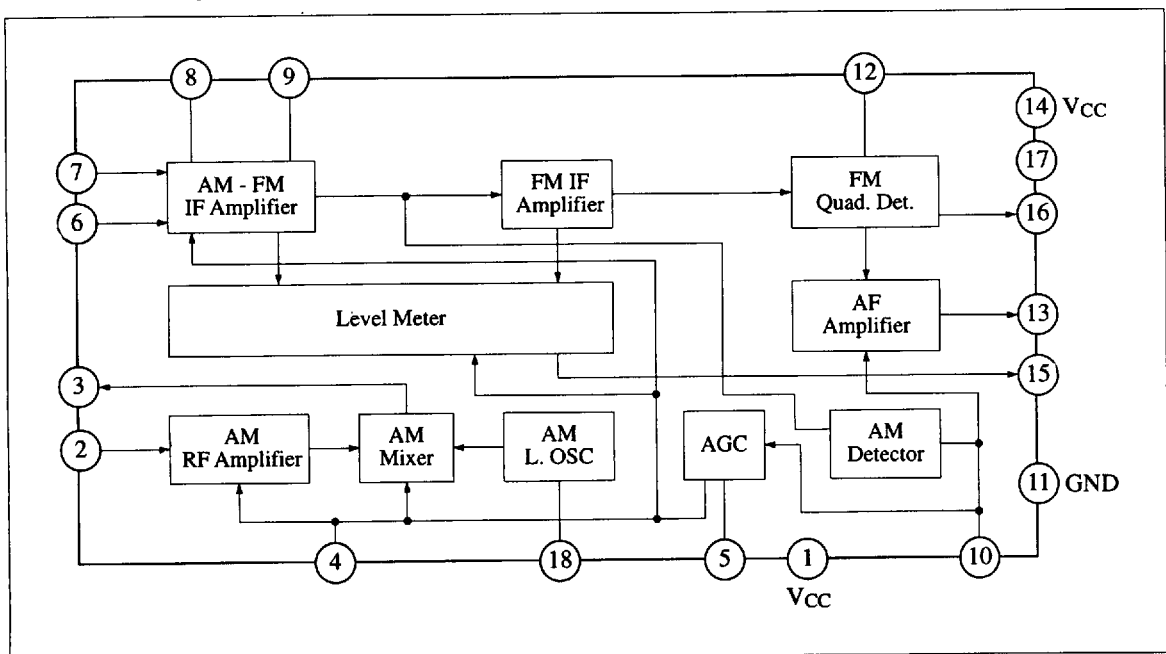 8 9 12
14 VCC
7
17
AM - FM
IF Amplifier
FM IF
Amplifier
FM
Quad. Det.
6
16
Level Meter
AF
Amplifier
13
3
15
2
AM
RF Amplifier
AM
Mixer
AM
L. OSC
AGC
AM
Detector
11 GND
4 18 5 1 10
VCC